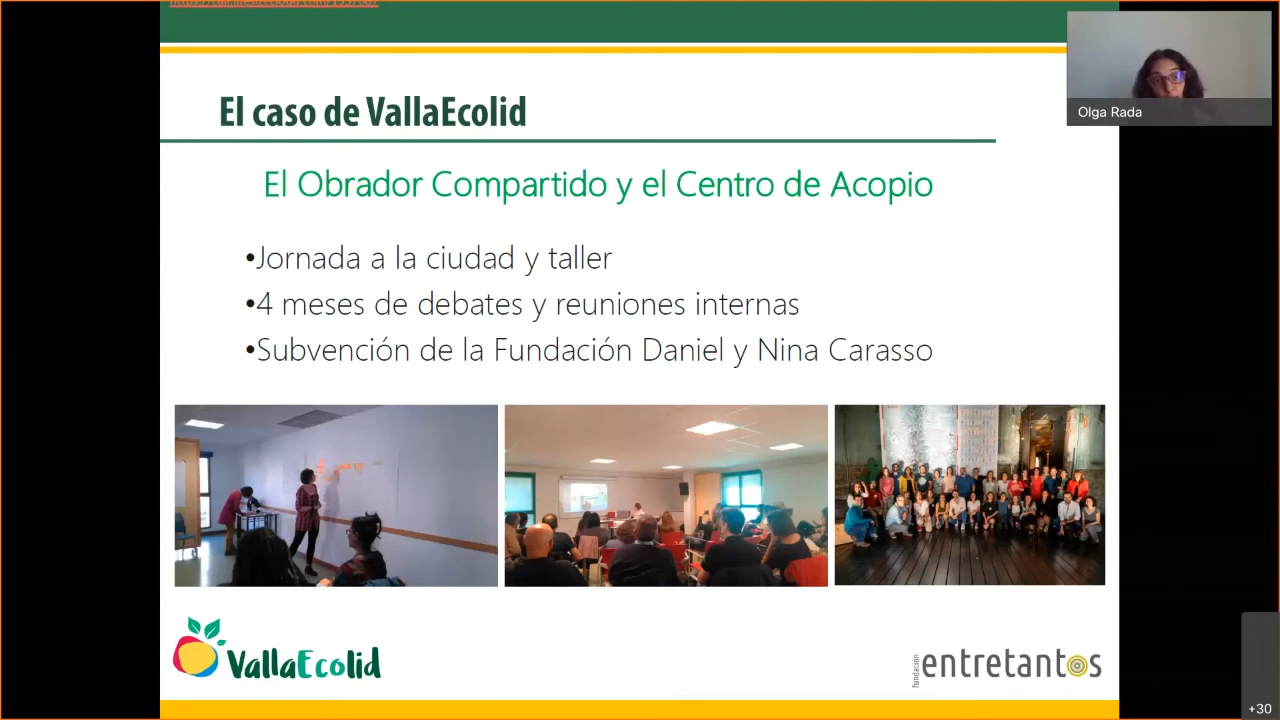 El caso de VallaEcolid
Olga Rada
El Obrador Compartido y el Centro de Acopio
•Jornada a la ciudad y taller
•4 meses de debates y reuniones internas
•Subvención de la Fundación Daniel y Nina Carasso
VallaEcolid
Fundación entretantos
+30